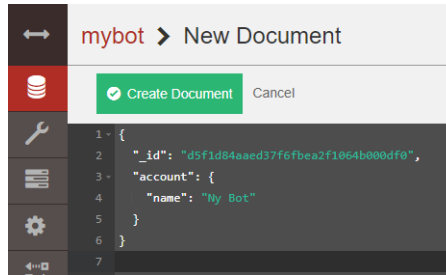 mybot > New Document
Create Document Cancel
1 {
2 "_id": "d5f1d84aaed37f6fbea2f1064b000df0",
3 "account": {
4 "name": "Ny Bot"
5 }
6 }
7